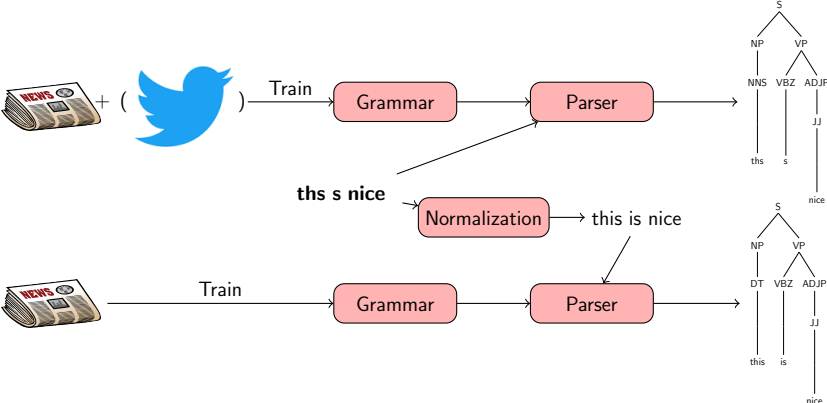 S
NP VP
NNS VBZ ADJP
JJ
ths s
nice
NEWS
+ ( )
Train
Grammar
Parser
ths s nice
Normalization
this is nice
NEWS
Train
Grammar
Parser
S
NP VP
DT VBZ ADJP
JJ
this is
nice